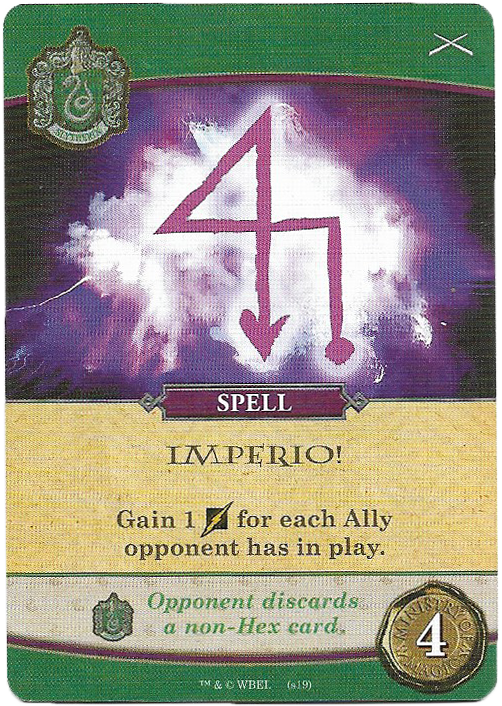 SLYTHERIN
SPELL
IMPERIO!
Gain 1 for each Ally
opponent has in play.
Opponent discards
a non-Hex card.
MINISTRY OF MAGIC
4
™ & © WBEI. (s19)